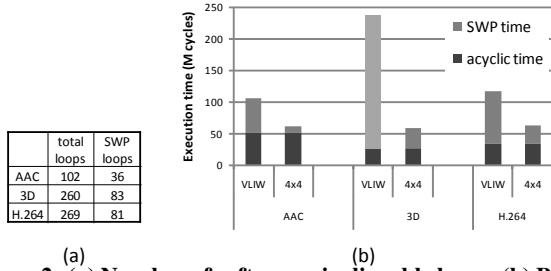 Execution time (M cycles)
250
200
150
100
50
0
SWP time
acyclic time
VLIW 4x4 VLIW 4x4 VLIW 4x4
AAC 3D H.264
total loops SWP loops
AAC 102 36
3D 260 83
H.264 269 81
(a) (b)